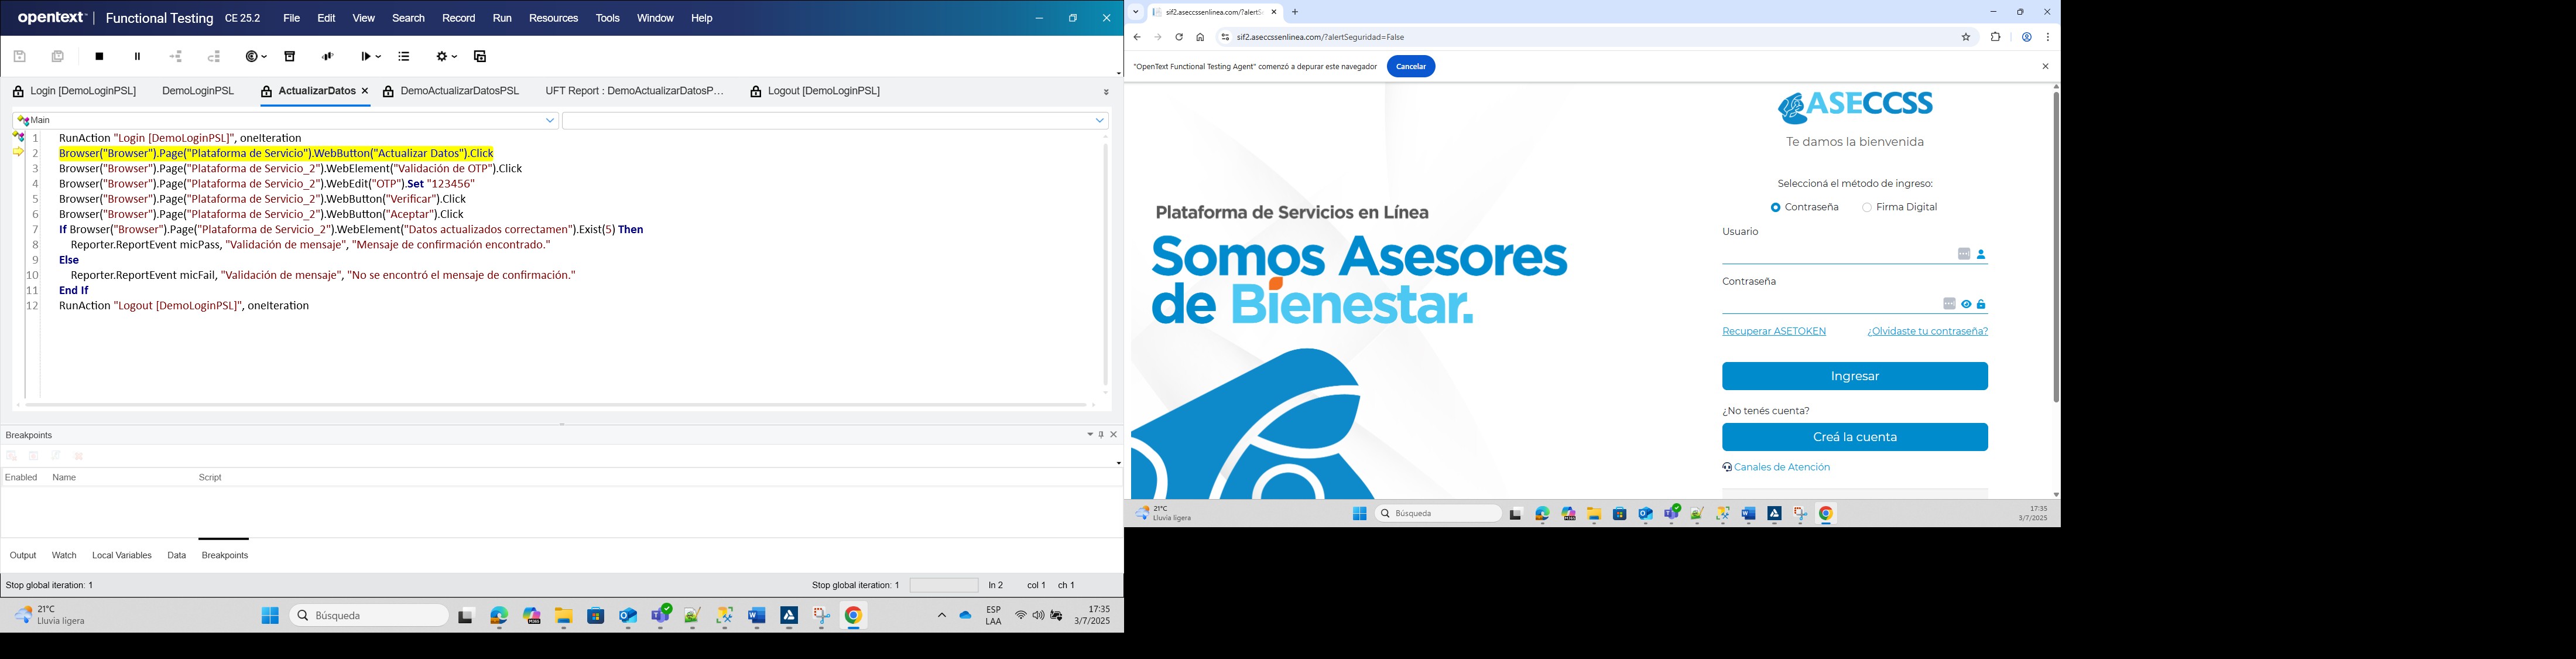 opentext™ | Functional Testing CE 25.2 File Edit View Search Record Run Resources Tools Window Help
Login [DemoLoginPSL] DemoLoginPSL ActualizarDatos DemoActualizarDatosPSL UFT Report : DemoActualizarDatosP… Logout [DemoLoginPSL]
Main
1 RunAction "Login [DemoLoginPSL]", oneIteration
2 Browser("Browser").Page("Plataforma de Servicio").WebButton("Actualizar Datos").Click
3 Browser("Browser").Page("Plataforma de Servicio_2").WebElement("Validación de OTP").Click
4 Browser("Browser").Page("Plataforma de Servicio_2").WebEdit("OTP").Set "123456"
5 Browser("Browser").Page("Plataforma de Servicio_2").WebButton("Verificar").Click
6 Browser("Browser").Page("Plataforma de Servicio_2").WebButton("Aceptar").Click
7 If Browser("Browser").Page("Plataforma de Servicio_2").WebElement("Datos actualizados correctamen").Exist(5) Then
8 Reporter.ReportEvent micPass, "Validación de mensaje", "Mensaje de confirmación encontrado."
9 Else
10 Reporter.ReportEvent micFail, "Validación de mensaje", "No se encontró el mensaje de confirmación."
11 End If
12 RunAction "Logout [DemoLoginPSL]", oneIteration
Breakpoints
Enabled Name Script
Output Watch Local Variables Data Breakpoints
Stop global iteration: 1 Stop global iteration: 1 ln 2 col 1 ch 1
21°C
Lluvia ligera
Búsqueda
ESP
LAA
17:35
3/7/2025
sif2.aseccssenlinea.com/?alertS
sif2.aseccssenlinea.com/?alertSeguridad=False
"OpenText Functional Testing Agent" comenzó a depurar este navegador Cancelar
ASECCSS
Te damos la bienvenida
Seleccioná el método de ingreso:
Contraseña Firma Digital
Usuario
Contraseña
Recuperar ASETOKEN ¿Olvidaste tu contraseña?
Ingresar
¿No tenés cuenta?
Creá la cuenta
Canales de Atención
Plataforma de Servicios en Línea
Somos Asesores
de Bienestar.
21°C
Lluvia ligera
Búsqueda
17:35
3/7/2025